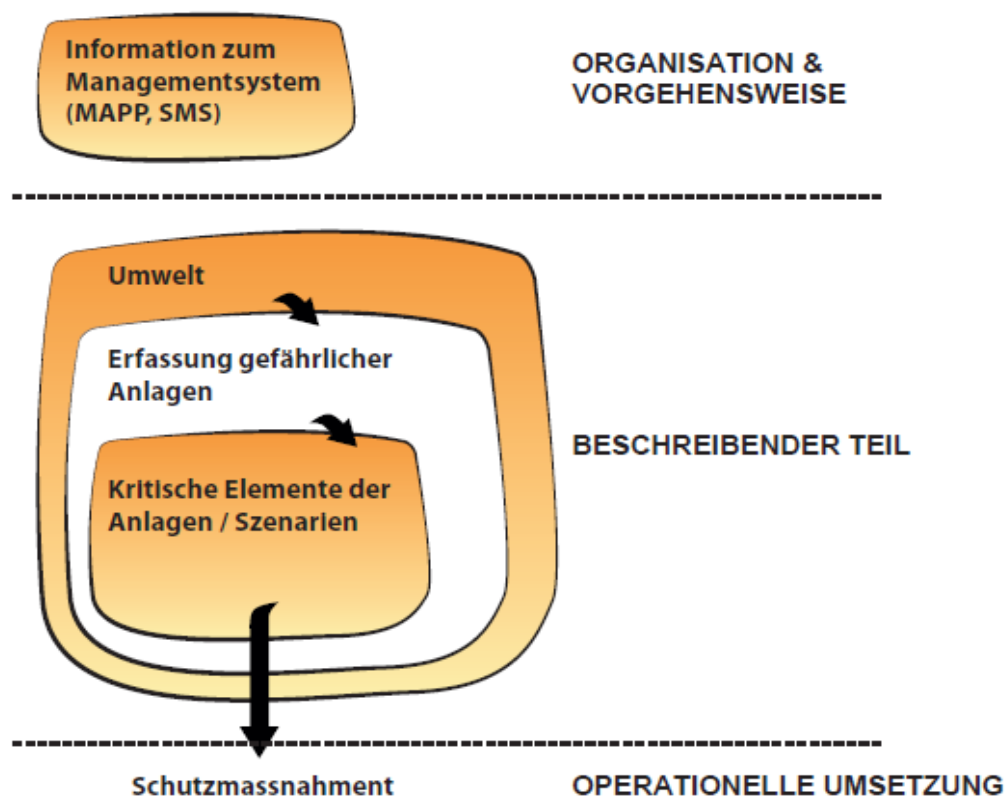 Information zum
Managementsystem
(MAPP, SMS)
ORGANISATION &
VORGEHENSWEISE
Umwelt
Erfassung gefährlicher
Anlagen
Kritische Elemente der
Anlagen / Szenarien
BESCHREIBENDER TEIL
Schutzmassnahment
OPERATIONELLE UMSETZUNG